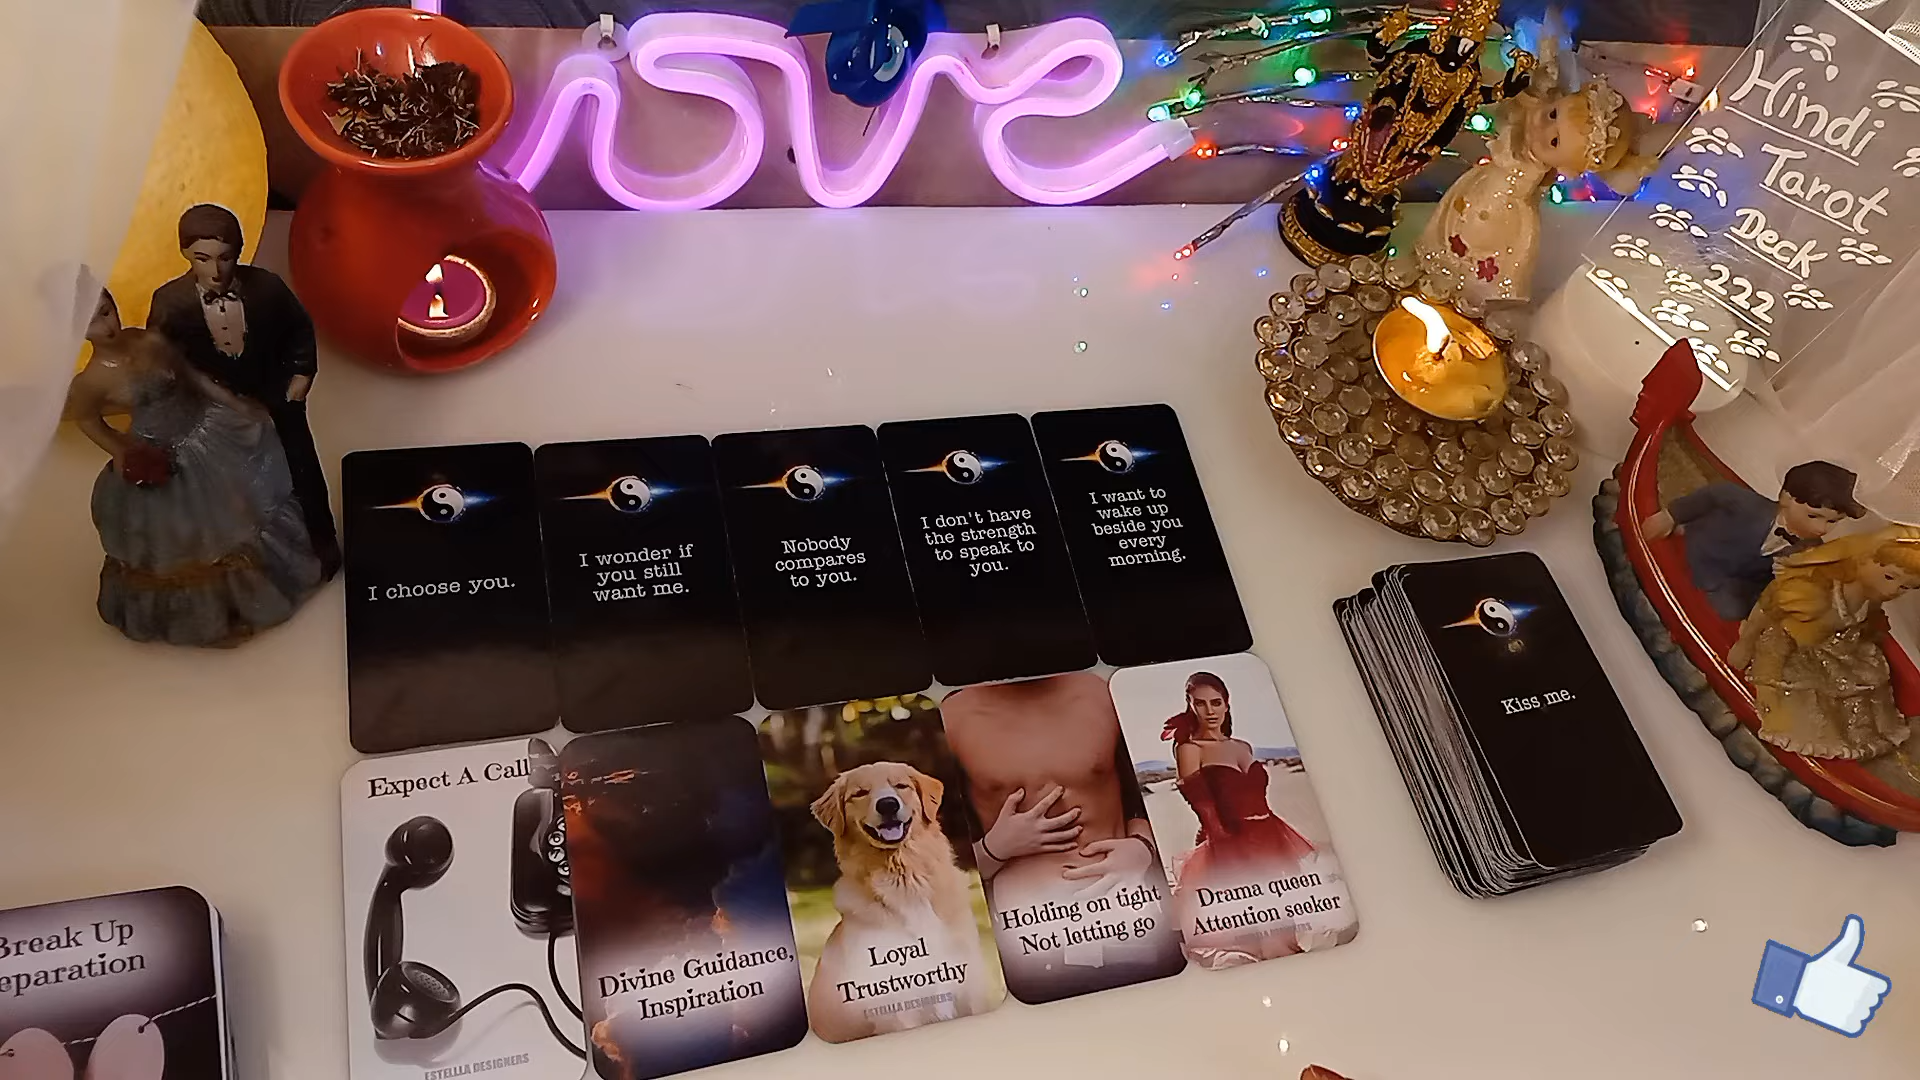 love
Hindi
Tarot
Deck
222
I choose you.
I wonder if
you still
want me.
Nobody
compares
to you.
I don't have
the strength
to speak to
you.
I want to
wake up
beside you
every
morning.
Kiss me.
Expect A Call
ESTELLA DESIGNERS
Divine Guidance,
Inspiration
Loyal
Trustworthy
ESTELLA DESIGNERS
Holding on tight
Not letting go
Drama queen
Attention seeker
Break Up
eparation